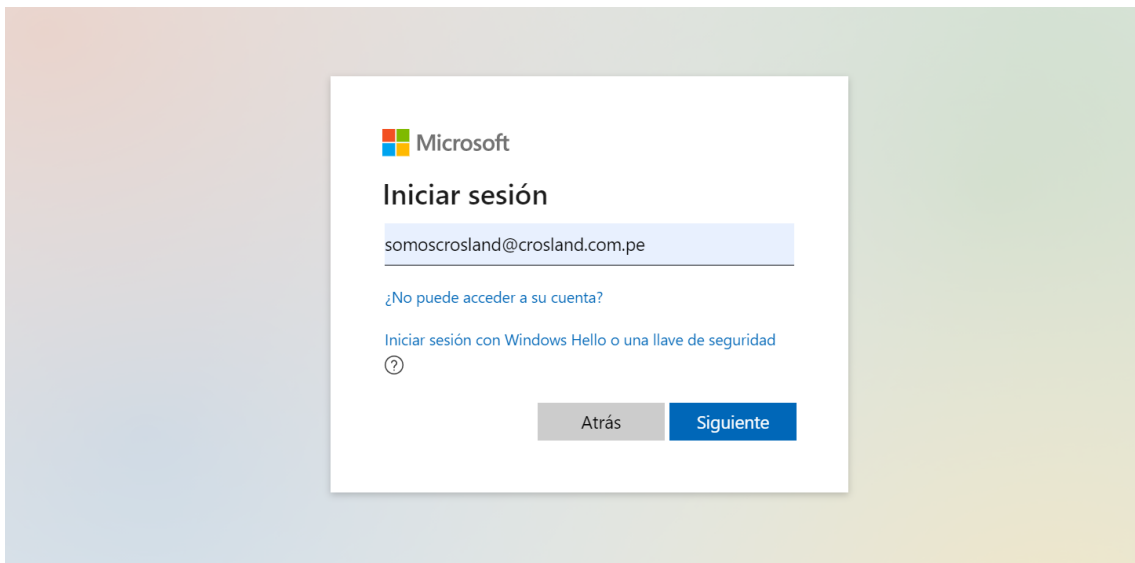 Microsoft
Iniciar sesión
somoscrosland@crosland.com.pe
¿No puede acceder a su cuenta?
Iniciar sesión con Windows Hello o una llave de seguridad
?
Atrás
Siguiente